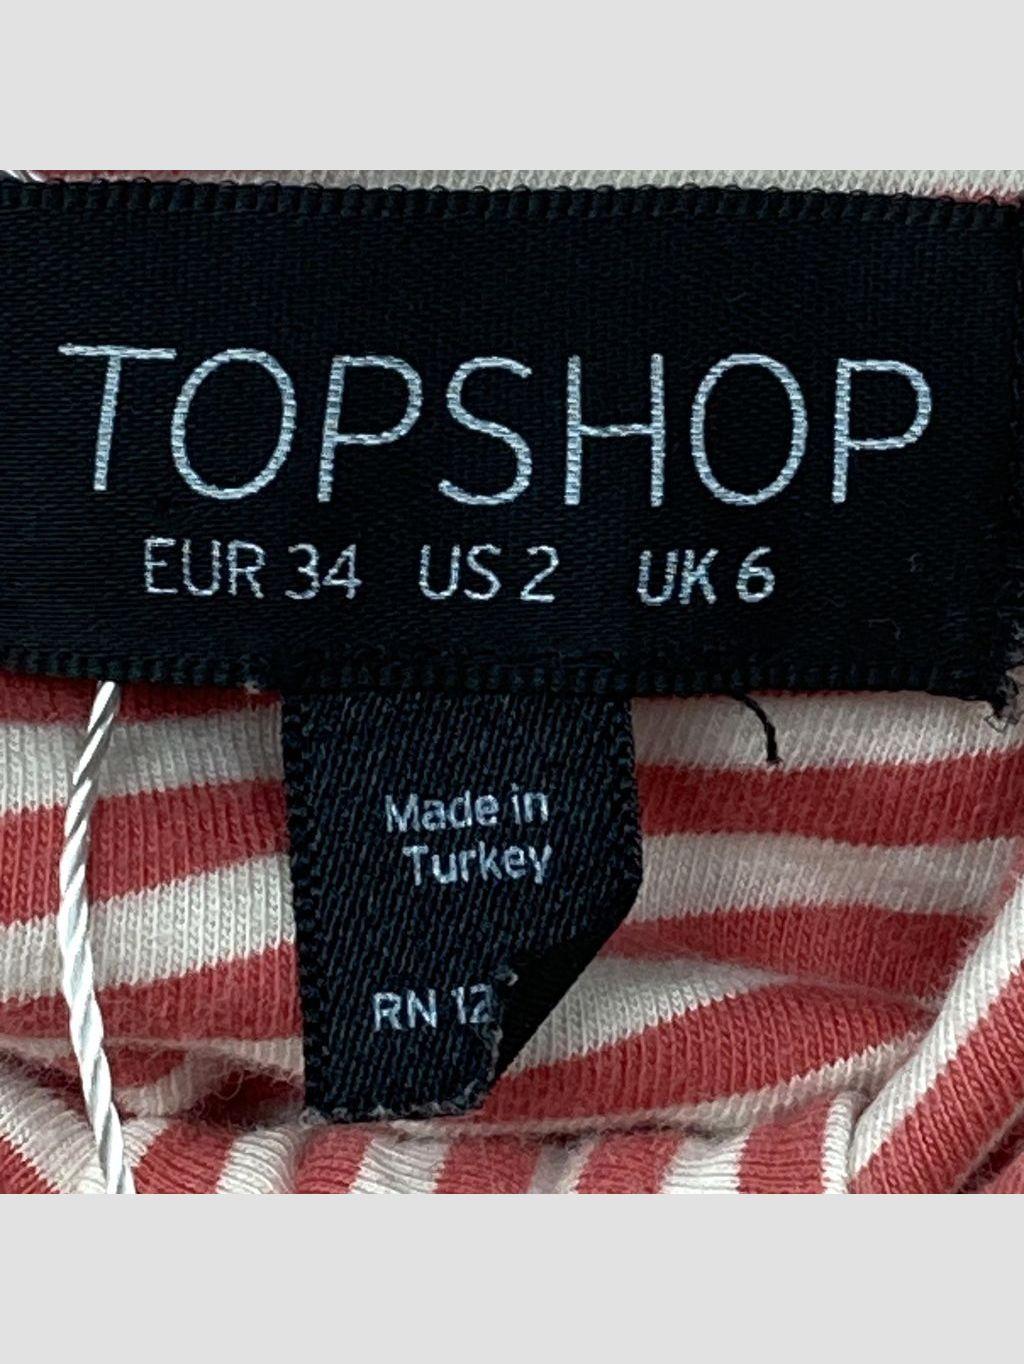 TOPSHOP
EUR 34 US 2 UK 6
Made in
Turkey
RN 12